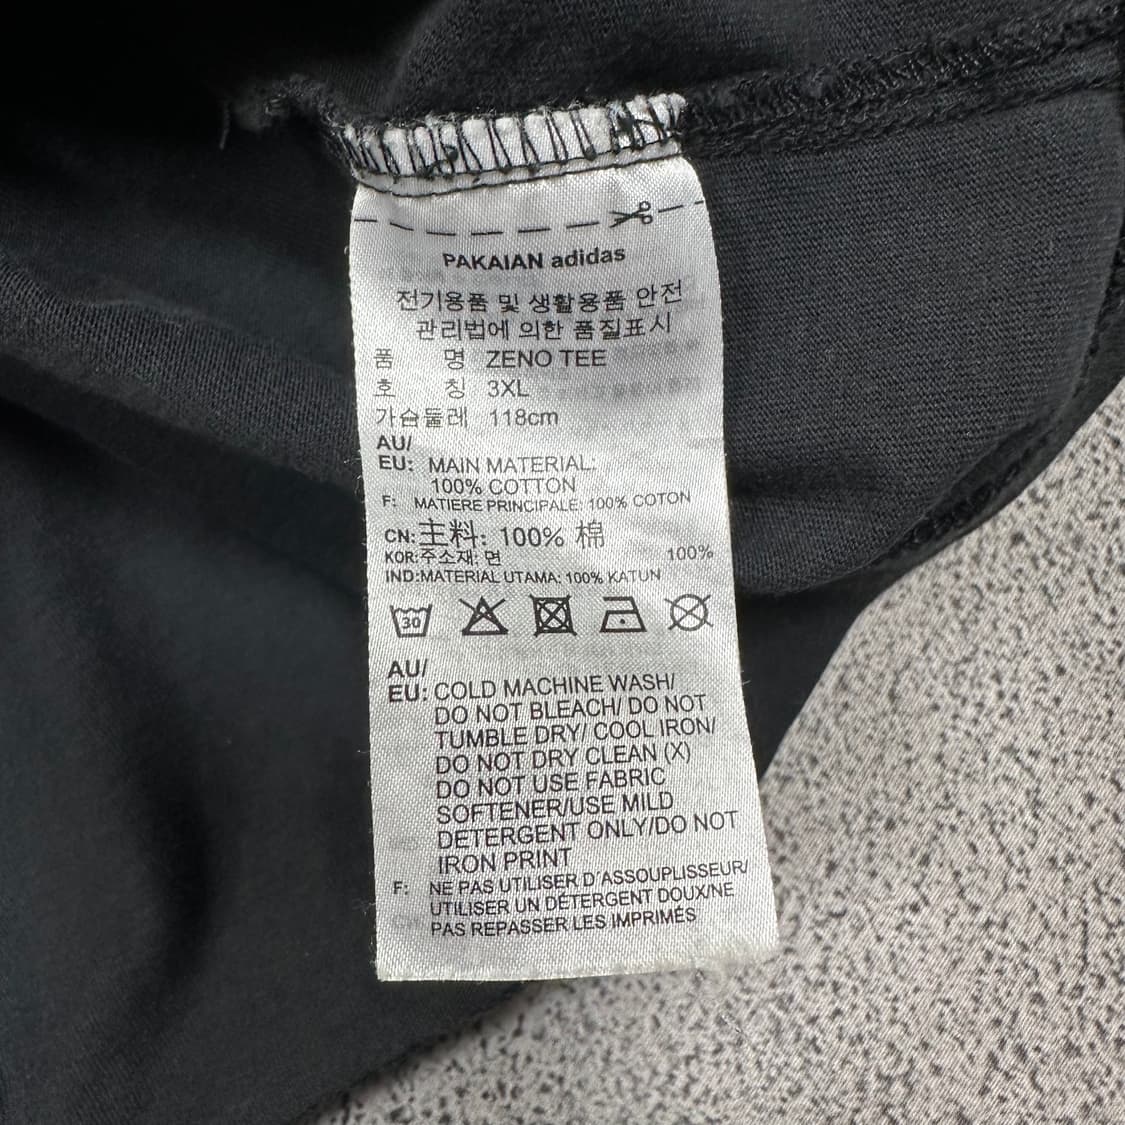 PAKAIAN adidas
전기용품 및 생활용품 안전
관리법에 의한 품질표시
품 명 ZENO TEE
호 칭 3XL
가슴둘레 118cm
AU/
EU: MAIN MATERIAL:
100% COTTON
F: MATIERE PRINCIPALE: 100% COTON
CN: 主料: 100% 棉
KOR: 주소재: 면 100%
IND: MATERIAL UTAMA: 100% KATUN
30
AU/
EU: COLD MACHINE WASH/
DO NOT BLEACH/ DO NOT
TUMBLE DRY/ COOL IRON/
DO NOT DRY CLEAN (X)
DO NOT USE FABRIC
SOFTENER/USE MILD
DETERGENT ONLY/DO NOT
IRON PRINT
F: NE PAS UTILISER D'ASSOUPLISSEUR/
UTILISER UN DÉTERGENT DOUX/NE
PAS REPASSER LES IMPRIMÉS